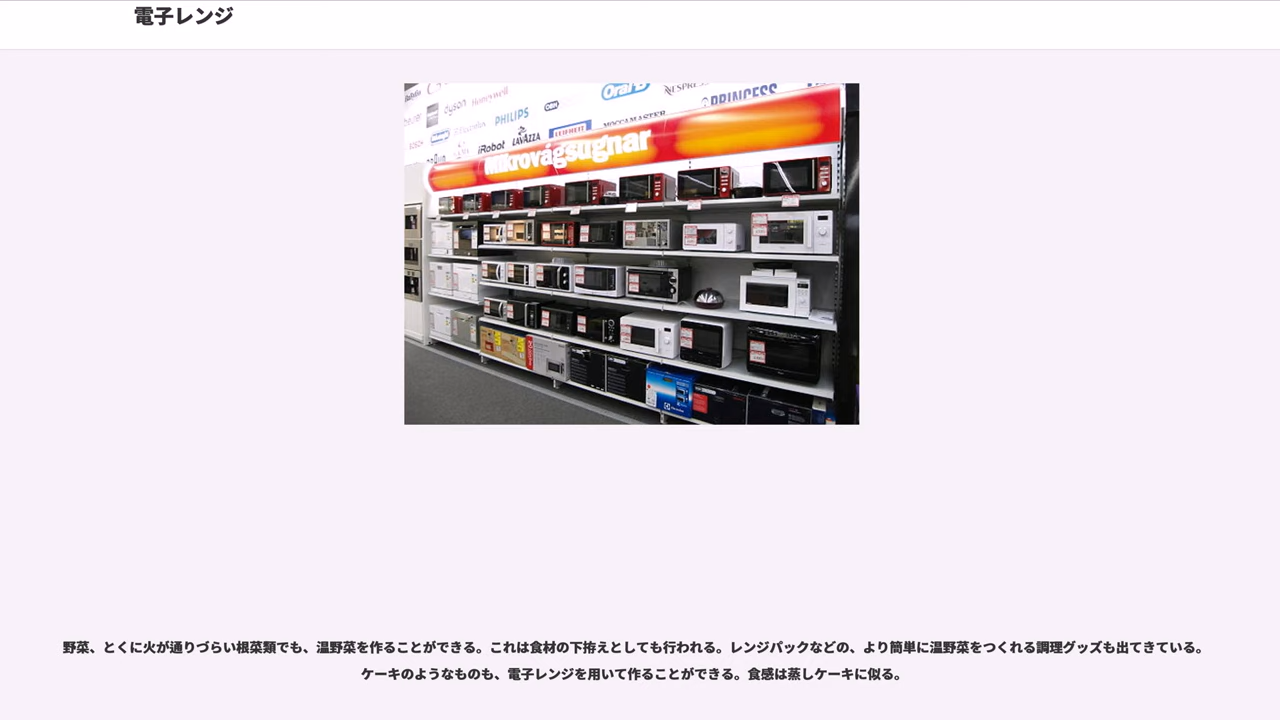 電子レンジ
dyson
Honeywell
Oral-B
PRINCESS
PHILIPS
OBH
MOCCAMASTER
LEIFHEIT
LAVAZZA
iRobot
Mikrovågsugnar
野菜、とくに火が通りづらい根菜類でも、温野菜を作ることができる。これは食材の下拵えとしても行われる。レンジパックなどの、より簡単に温野菜をつくれる調理グッズも出てきている。
ケーキのようなものも、電子レンジを用いて作ることができる。食感は蒸しケーキに似る。